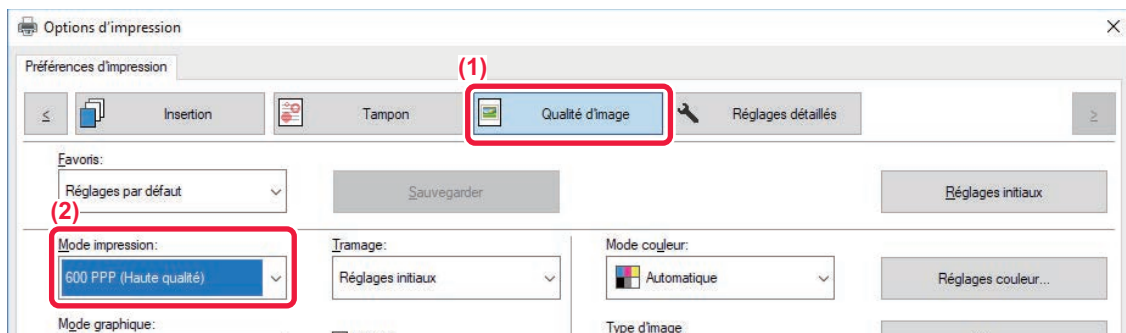 Options d'impression
Préférences d'impression
(1)
≤ Insertion Tampon Qualité d'image Réglages détaillés ≥
Favoris:
Réglages par défaut Sauvegarder Réglages initiaux
(2)
Mode impression: Tramage: Mode couleur:
600 PPP (Haute qualité) Réglages initiaux Automatique Réglages couleur...
Mode graphique: Type d'image